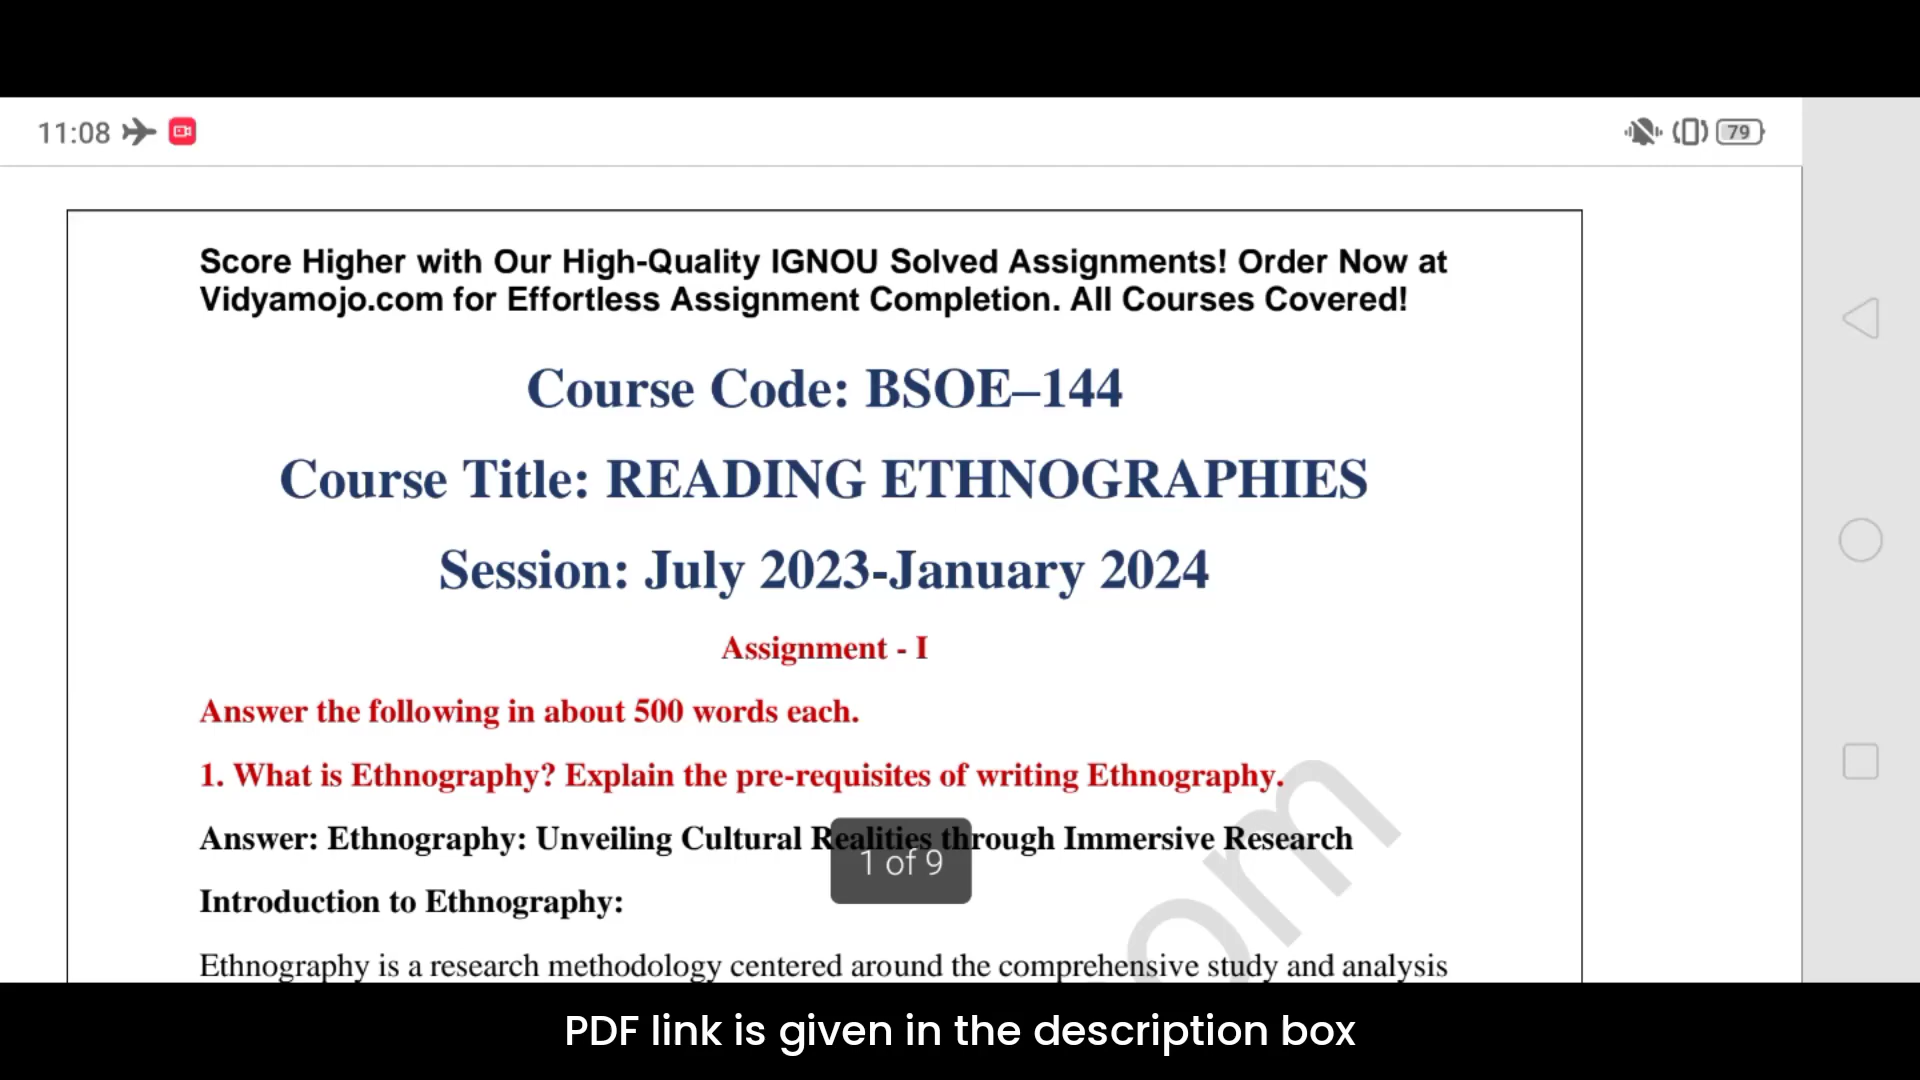 11:08
79
Score Higher with Our High-Quality IGNOU Solved Assignments! Order Now at
Vidyamojo.com for Effortless Assignment Completion. All Courses Covered!
Course Code: BSOE–144
Course Title: READING ETHNOGRAPHIES
Session: July 2023-January 2024
Assignment - I
Answer the following in about 500 words each.
1. What is Ethnography? Explain the pre-requisites of writing Ethnography.
Answer: Ethnography: Unveiling Cultural Realities through Immersive Research
1 of 9
Introduction to Ethnography:
Ethnography is a research methodology centered around the comprehensive study and analysis
om
PDF link is given in the description box